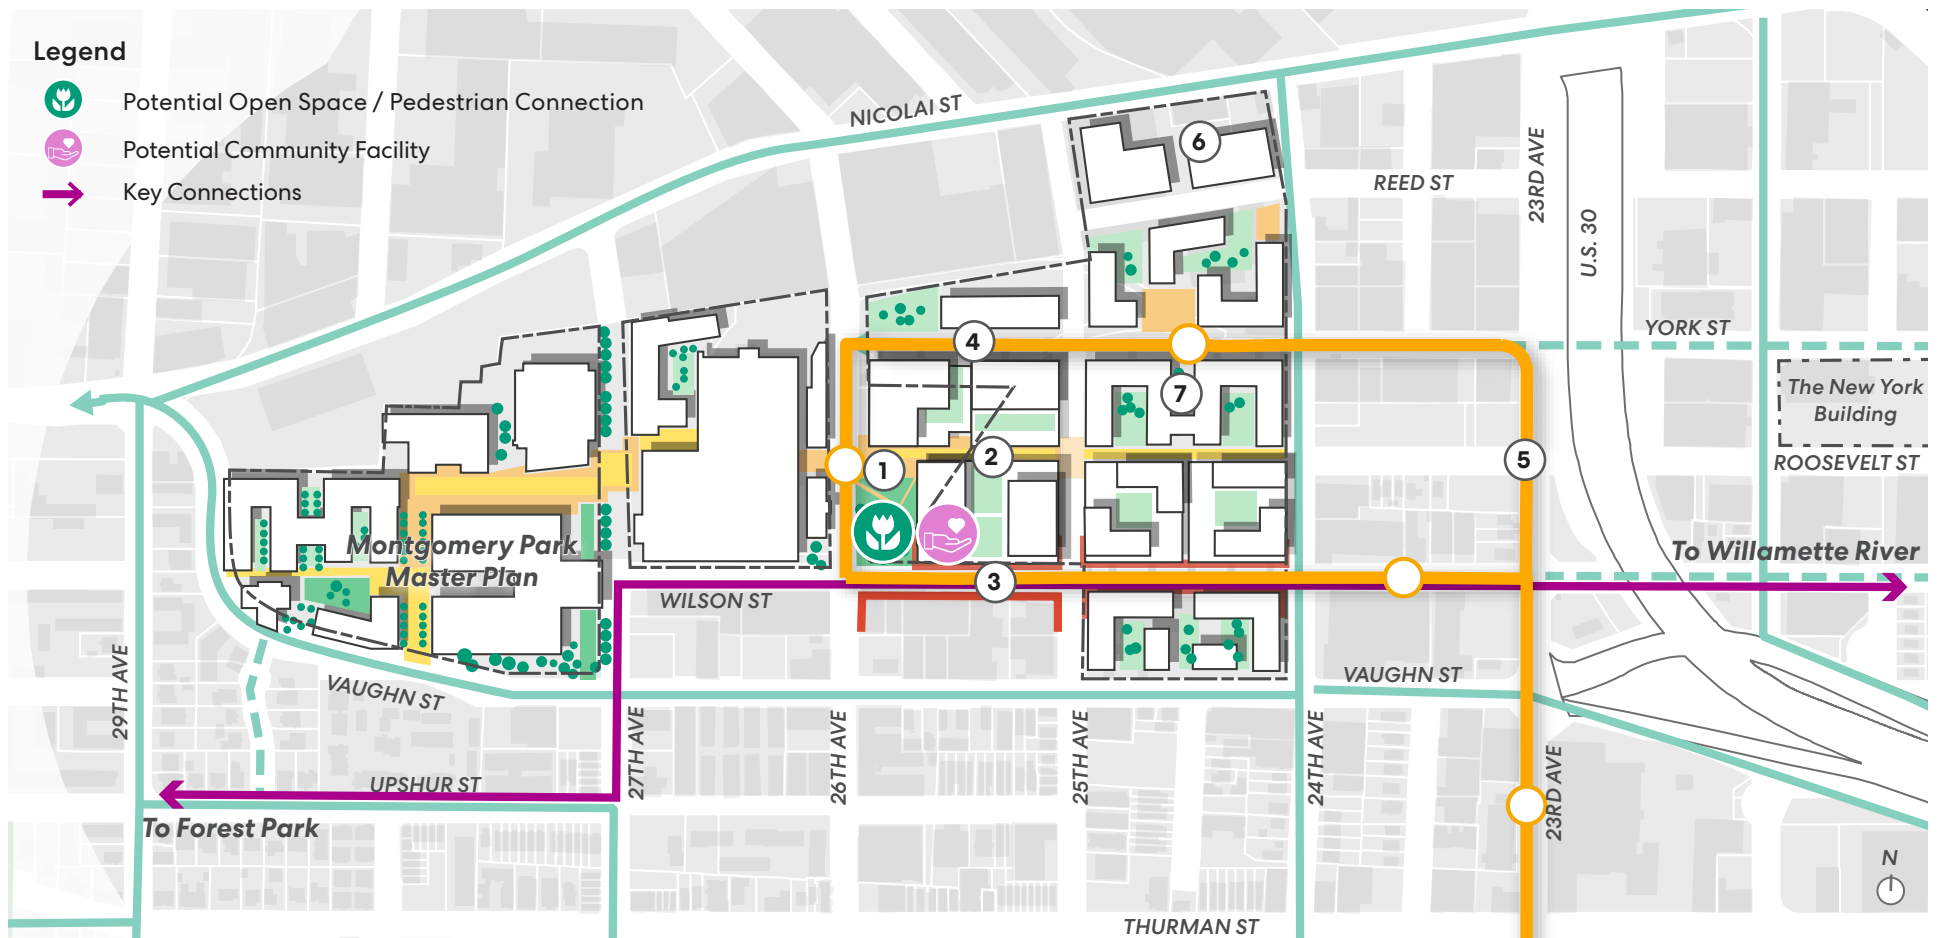 Legend
Potential Open Space / Pedestrian Connection
Potential Community Facility
Key Connections
NICOLAI ST
6
REED ST
23RD AVE
U.S. 30
4
YORK ST
7
The New York
Building
1
2
5
ROOSEVELT ST
Montgomery Park
Master Plan
To Willamette River
3
WILSON ST
VAUGHN ST
VAUGHN ST
29TH AVE
27TH AVE
26TH AVE
25TH AVE
24TH AVE
23RD AVE
UPSHUR ST
To Forest Park
N
THURMAN ST